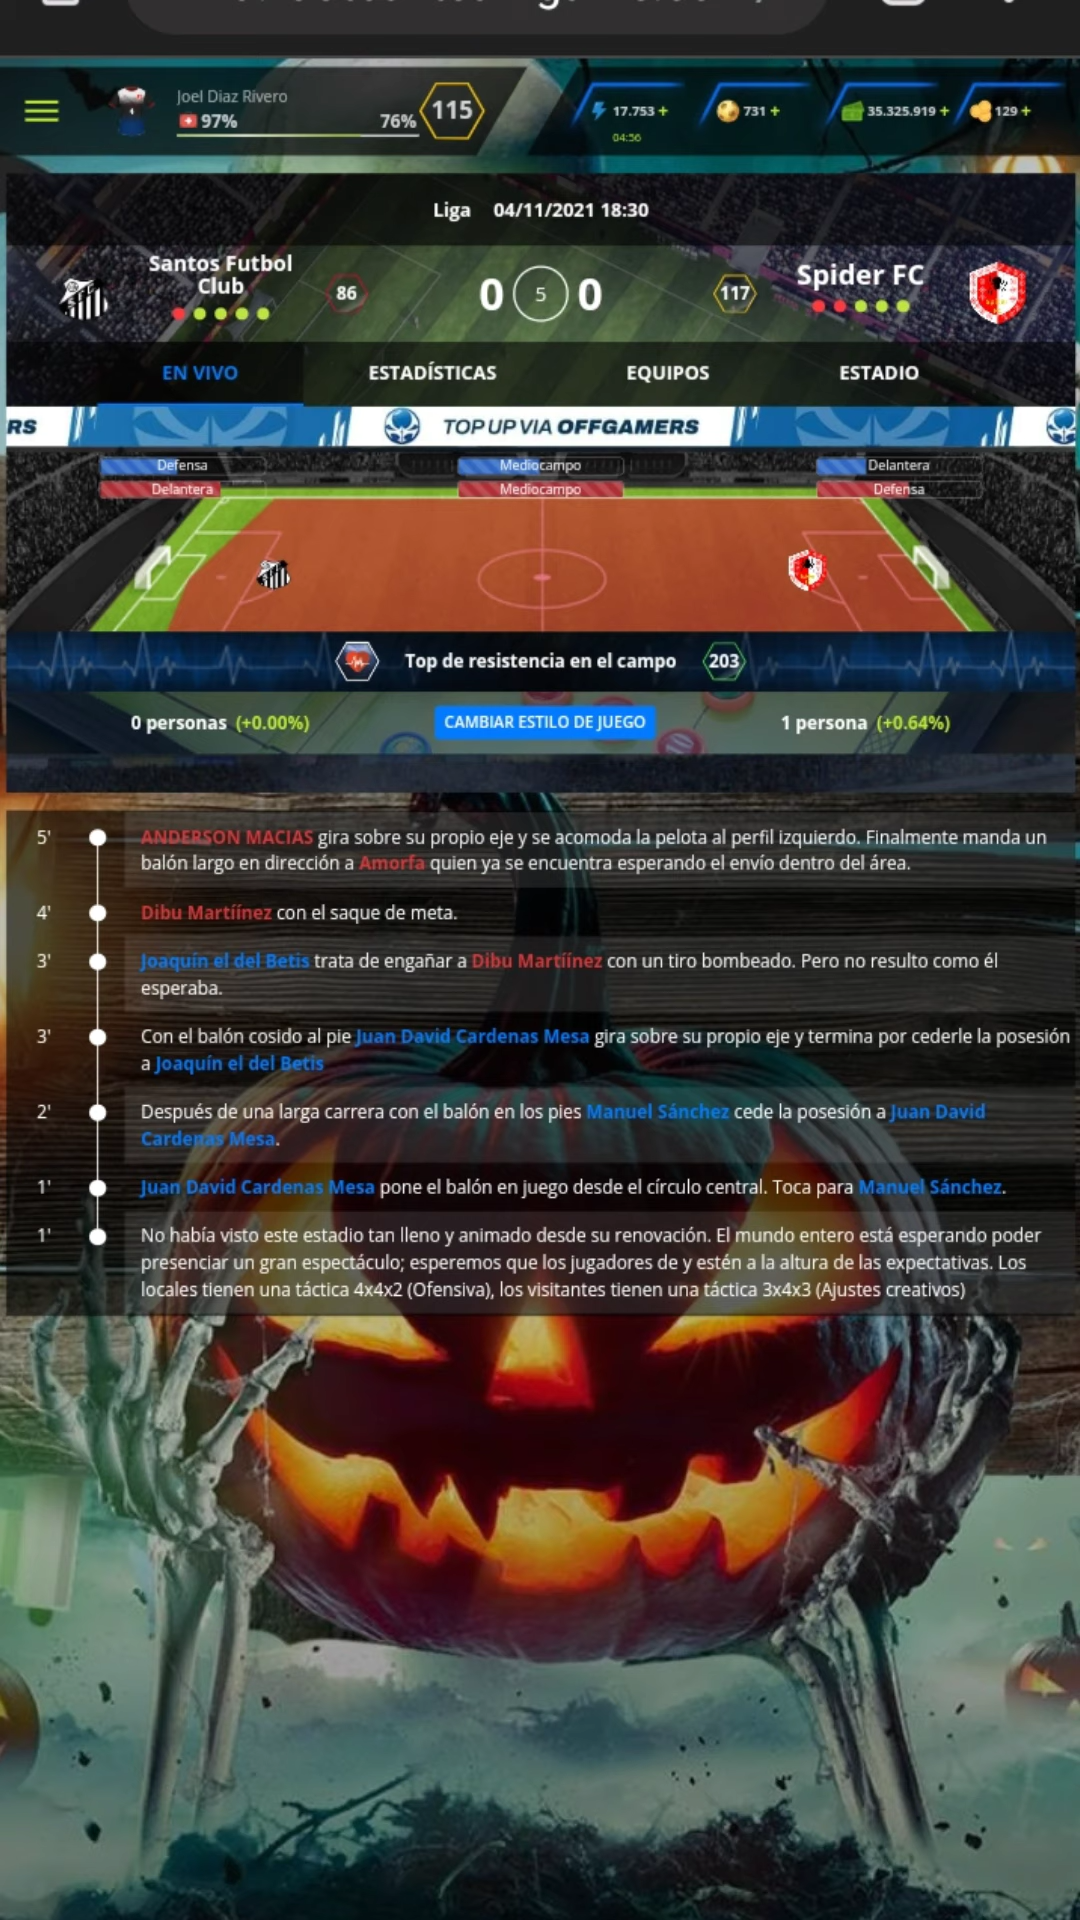 Joel Diaz Rivero
97%
76%
115
17.753 +
04:56
731 +
35.325.919 +
129 +
Liga 04/11/2021 18:30
Santos Futbol
Club
86
0 5 0
117
Spider FC
EN VIVO
ESTADÍSTICAS
EQUIPOS
ESTADIO
RS
TOP UP VIA OFFGAMERS
Defensa
Mediocampo
Delantera
Delantera
Mediocampo
Defensa
Top de resistencia en el campo 203
0 personas (+0.00%)
CAMBIAR ESTILO DE JUEGO
1 persona (+0.64%)
5' ANDERSON MACIAS gira sobre su propio eje y se acomoda la pelota al perfil izquierdo. Finalmente manda un
balón largo en dirección a Amorfa quien ya se encuentra esperando el envío dentro del área.
4' Dibu Martíínez con el saque de meta.
3' Joaquín el del Betis trata de engañar a Dibu Martíínez con un tiro bombeado. Pero no resulto como él
esperaba.
3' Con el balón cosido al pie Juan David Cardenas Mesa gira sobre su propio eje y termina por cederle la posesión
a Joaquín el del Betis
2' Después de una larga carrera con el balón en los pies Manuel Sánchez cede la posesión a Juan David
Cardenas Mesa.
1' Juan David Cardenas Mesa pone el balón en juego desde el círculo central. Toca para Manuel Sánchez.
1' No había visto este estadio tan lleno y animado desde su renovación. El mundo entero está esperando poder
presenciar un gran espectáculo; esperemos que los jugadores de y estén a la altura de las expectativas. Los
locales tienen una táctica 4x4x2 (Ofensiva), los visitantes tienen una táctica 3x4x3 (Ajustes creativos)